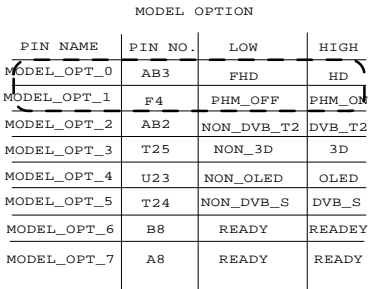 MODEL OPTION
PIN NAME PIN NO. LOW HIGH
MODEL_OPT_0 AB3 FHD HD
MODEL_OPT_1 F4 PHM_OFF PHM_ON
MODEL_OPT_2 AB2 NON_DVB_T2 DVB_T2
MODEL_OPT_3 T25 NON_3D 3D
MODEL_OPT_4 U23 NON_OLED OLED
MODEL_OPT_5 T24 NON_DVB_S DVB_S
MODEL_OPT_6 B8 READY READEY
MODEL_OPT_7 A8 READY READY